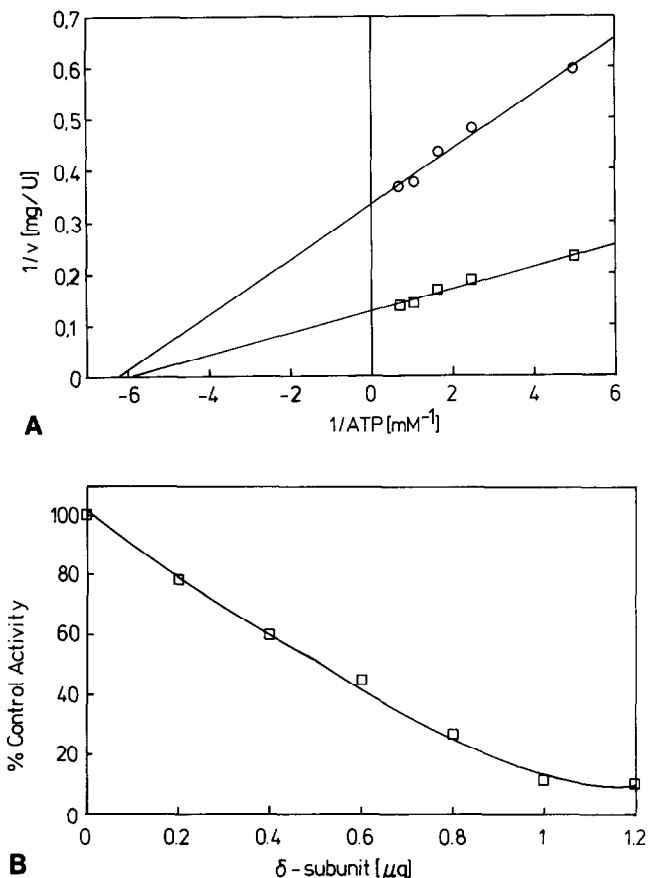 0.7
0.6
0.5
0.4
0.3
0.2
0.1
0
1/v [mg/U]
-6 -4 -2 0 2 4 6
1/ATP [mM⁻¹]
A
100
80
60
40
20
0
% Control Activity
0 0.2 0.4 0.6 0.8 1 1.2
δ-subunit [µg]
B